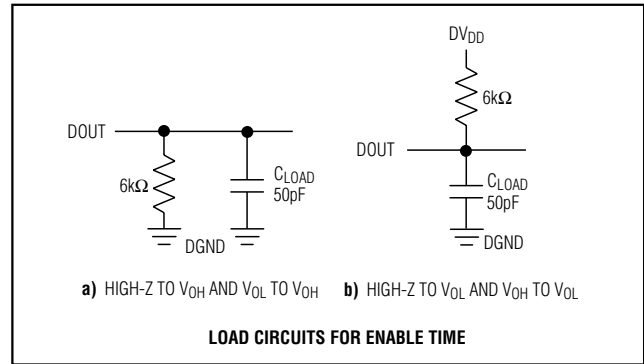 DVDD
6kΩ
DOUT
DOUT
6kΩ
CLOAD
50pF
CLOAD
50pF
DGND
DGND
a) HIGH-Z TO VOH AND VOL TO VOH
b) HIGH-Z TO VOL AND VOH TO VOL
LOAD CIRCUITS FOR ENABLE TIME